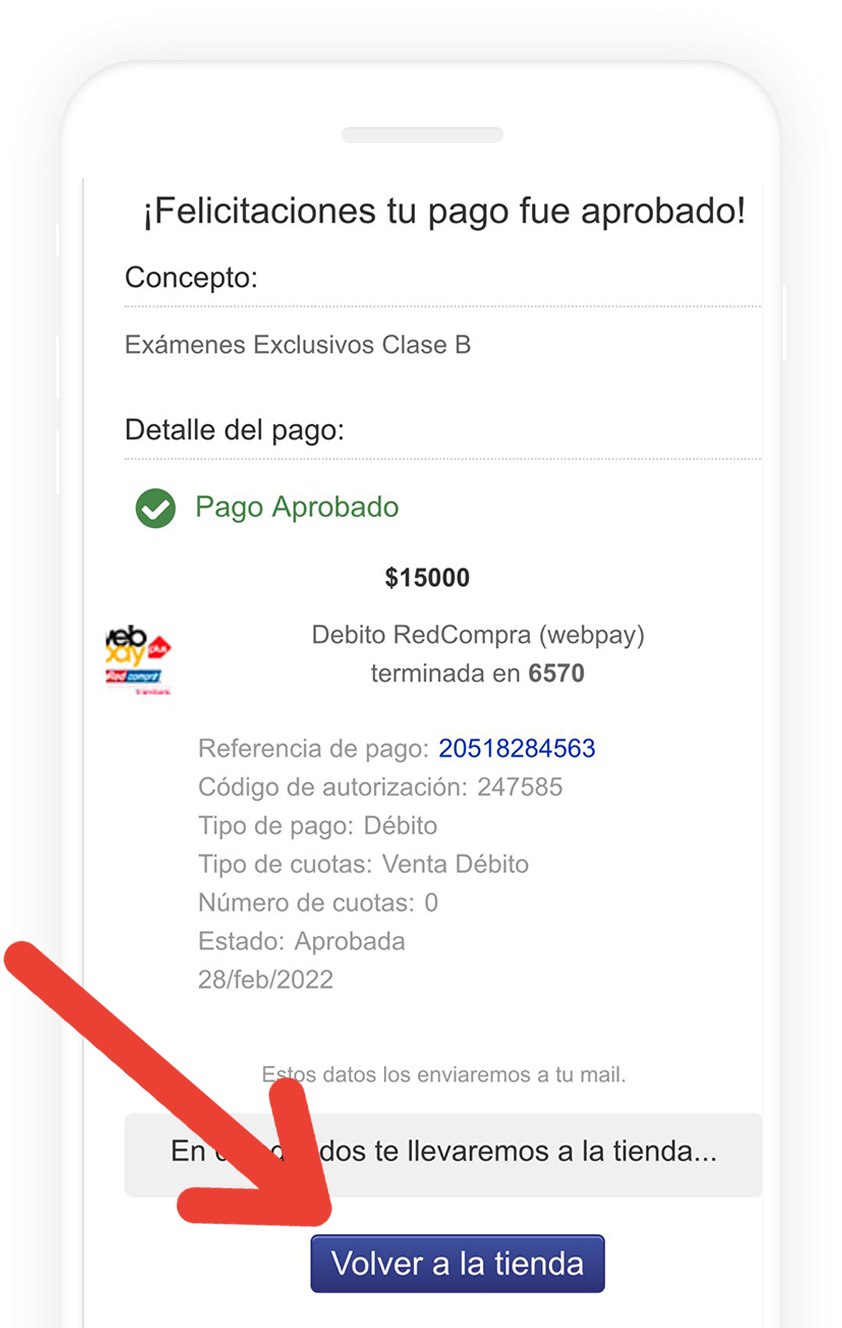 ¡Felicitaciones tu pago fue aprobado!
Concepto:
Exámenes Exclusivos Clase B
Detalle del pago:
Pago Aprobado
$15000
Debito RedCompra (webpay)
terminada en 6570
web
pay plus
Red compra
transbank.
Referencia de pago: 20518284563
Código de autorización: 247585
Tipo de pago: Débito
Tipo de cuotas: Venta Débito
Número de cuotas: 0
Estado: Aprobada
28/feb/2022
Estos datos los enviaremos a tu mail.
En te llevaremos a la tienda...
Volver a la tienda